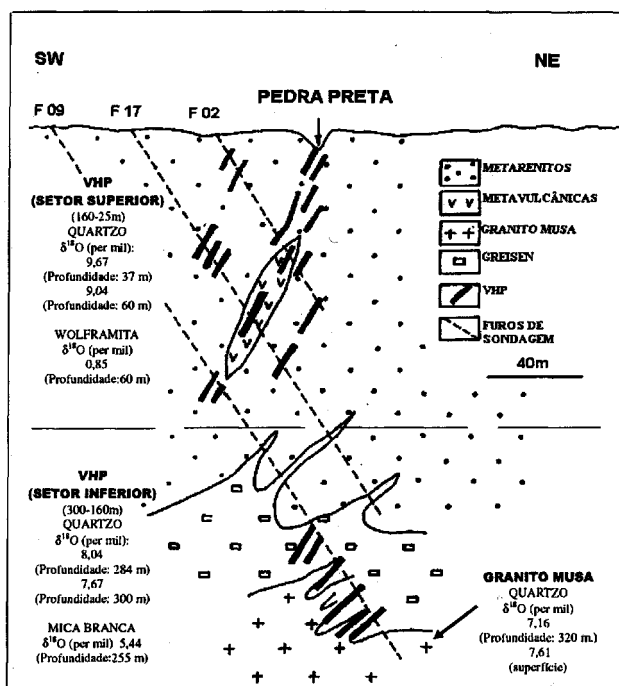 SW
NE
PEDRA PRETA
F 09
F 17
F 02
VHP
(SETOR SUPERIOR)
(160-25m)
QUARTZO
δ¹⁸O (per mil):
9,67
(Profundidade: 37 m)
9,04
(Profundidade: 60 m)
WOLFRAMITA
δ¹⁸O (per mil)
0,85
(Profundidade:60 m)
METARENITOS
METAVULCÂNICAS
GRANITO MUSA
GREISEN
VHP
FUROS DE
SONDAGEM
40m
VHP
(SETOR INFERIOR)
(300-160m)
QUARTZO
δ¹⁸O (per mil):
8,04
(Profundidade: 284 m)
7,67
(Profundidade: 300 m)
MICA BRANCA
δ¹⁸O (per mil) 5,44
(Profundidade:255 m)
GRANITO MUSA
QUARTZO
δ¹⁸O (per mil)
7,16
(Profundidade: 320 m.)
7,61
(superfície)